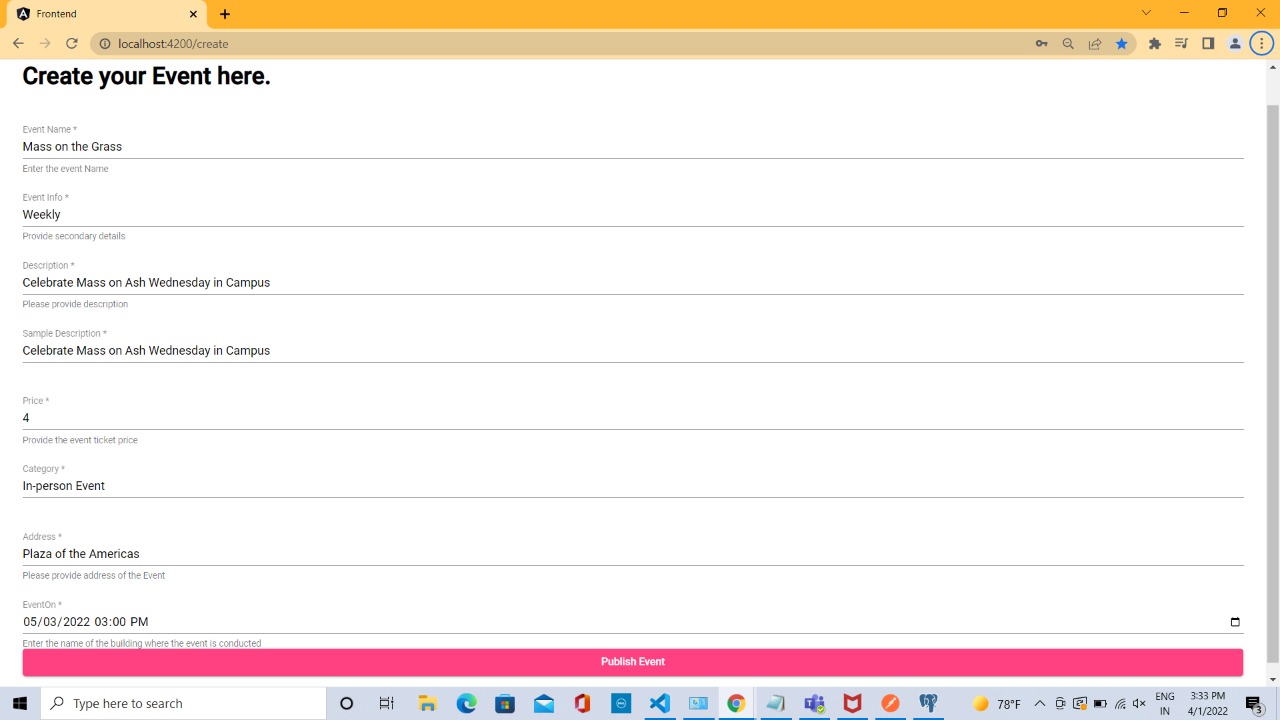 Frontend
localhost:4200/create
Create your Event here.
Event Name *
Mass on the Grass
Enter the event Name
Event Info *
Weekly
Provide secondary details
Description *
Celebrate Mass on Ash Wednesday in Campus
Please provide description
Sample Description *
Celebrate Mass on Ash Wednesday in Campus
Price *
4
Provide the event ticket price
Category *
In-person Event
Address *
Plaza of the Americas
Please provide address of the Event
EventOn *
05/03/2022 03:00 PM
Enter the name of the building where the event is conducted
Publish Event
Type here to search
78°F
ENG
IN
3:33 PM
4/1/2022
3